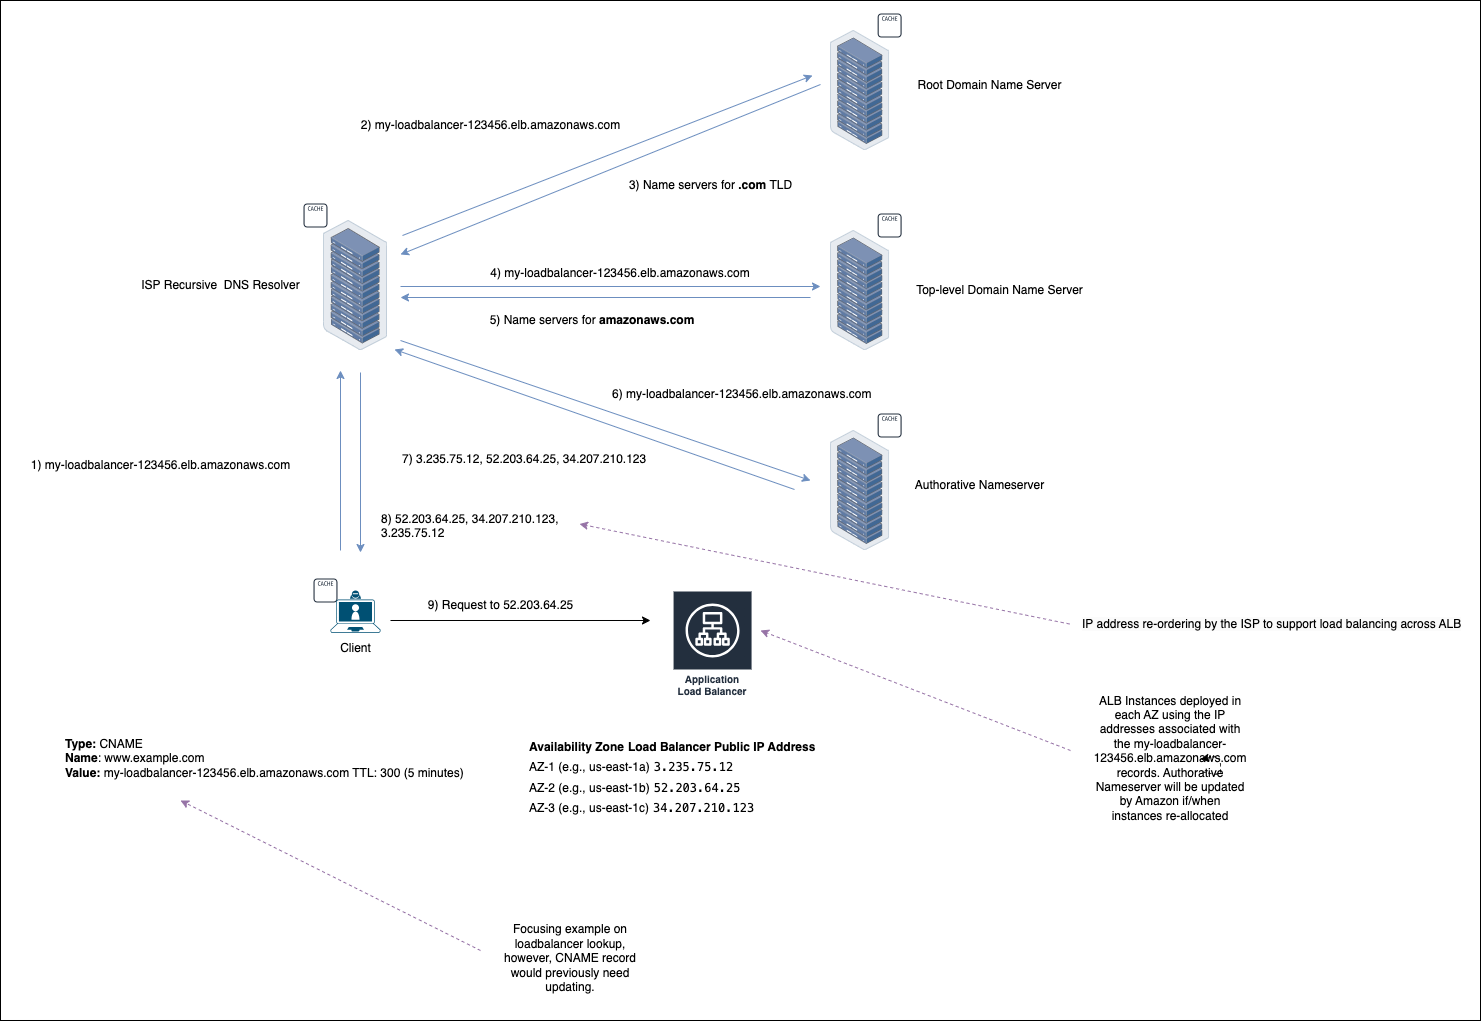 CACHE
Root Domain Name Server
2) my-loadbalancer-123456.elb.amazonaws.com
3) Name servers for .com TLD
CACHE
CACHE
ISP Recursive  DNS Resolver
4) my-loadbalancer-123456.elb.amazonaws.com
Top-level Domain Name Server
5) Name servers for amazonaws.com
6) my-loadbalancer-123456.elb.amazonaws.com
CACHE
1) my-loadbalancer-123456.elb.amazonaws.com
7) 3.235.75.12, 52.203.64.25, 34.207.210.123
Authorative Nameserver
8) 52.203.64.25, 34.207.210.123,
3.235.75.12
CACHE
9) Request to 52.203.64.25
Client
IP address re-ordering by the ISP to support load balancing across ALB
Application
Load Balancer
ALB Instances deployed in
each AZ using the IP
addresses associated with
the my-loadbalancer-
123456.elb.amazonaws.com
records. Authorative
Nameserver will be updated
by Amazon if/when
instances re-allocated
Type: CNAME
Name: www.example.com
Value: my-loadbalancer-123456.elb.amazonaws.com TTL: 300 (5 minutes)
Availability Zone Load Balancer Public IP Address
AZ-1 (e.g., us-east-1a) 3.235.75.12
AZ-2 (e.g., us-east-1b) 52.203.64.25
AZ-3 (e.g., us-east-1c) 34.207.210.123
Focusing example on
loadbalancer lookup,
however, CNAME record
would previously need
updating.